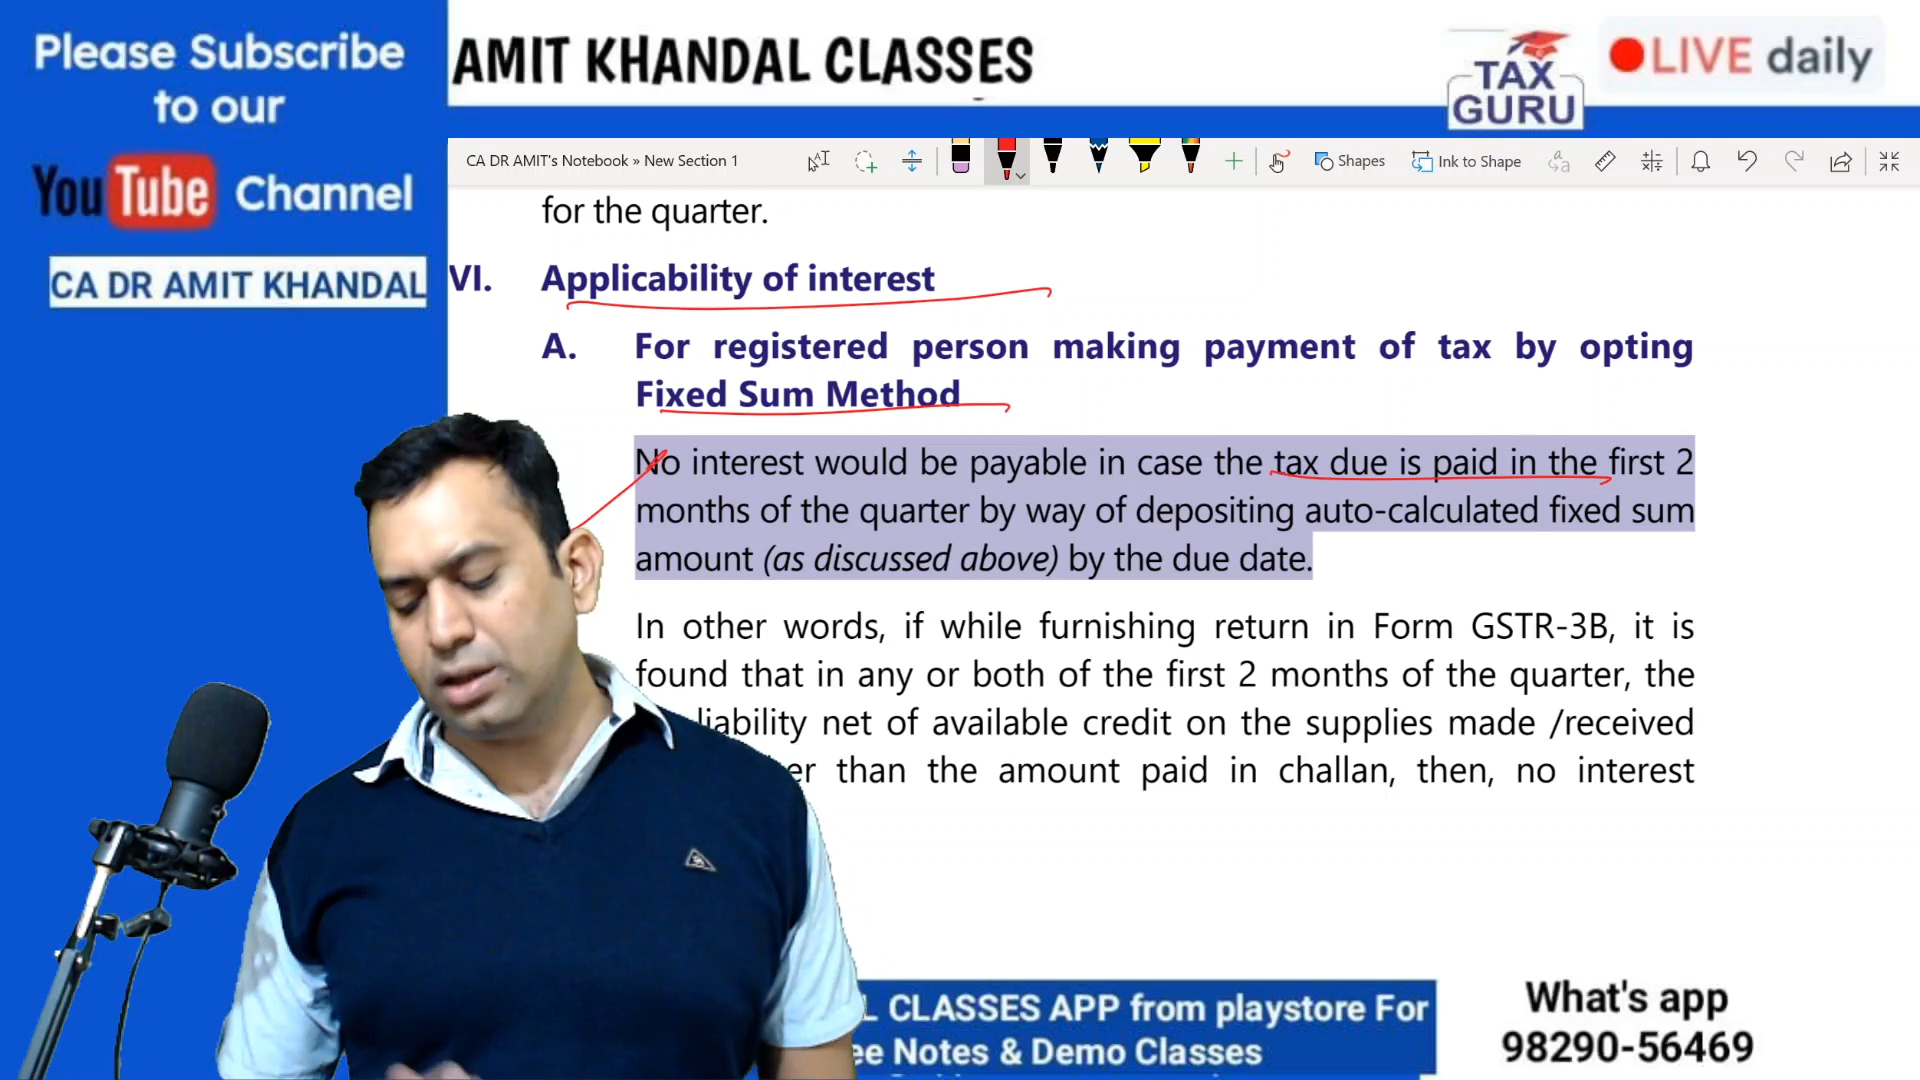 Please Subscribe
to our
YouTube Channel
CA DR AMIT KHANDAL
AMIT KHANDAL CLASSES
TAX
GURU
LIVE daily
CA DR AMIT's Notebook » New Section 1
Shapes
Ink to Shape
for the quarter.
VI. Applicability of interest
A. For registered person making payment of tax by opting
Fixed Sum Method
No interest would be payable in case the tax due is paid in the first 2
months of the quarter by way of depositing auto-calculated fixed sum
amount (as discussed above) by the due date.
In other words, if while furnishing return in Form GSTR-3B, it is
found that in any or both of the first 2 months of the quarter, the
liability net of available credit on the supplies made /received
than the amount paid in challan, then, no interest
CLASSES APP from playstore For
Notes & Demo Classes
What's app
98290-56469